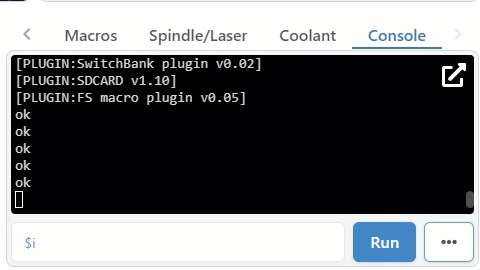 Macros
Spindle/Laser
Coolant
Console
[PLUGIN:SwitchBank plugin v0.02]
[PLUGIN:SDCARD v1.10]
[PLUGIN:FS macro plugin v0.05]
ok
ok
ok
ok
ok
$i
Run